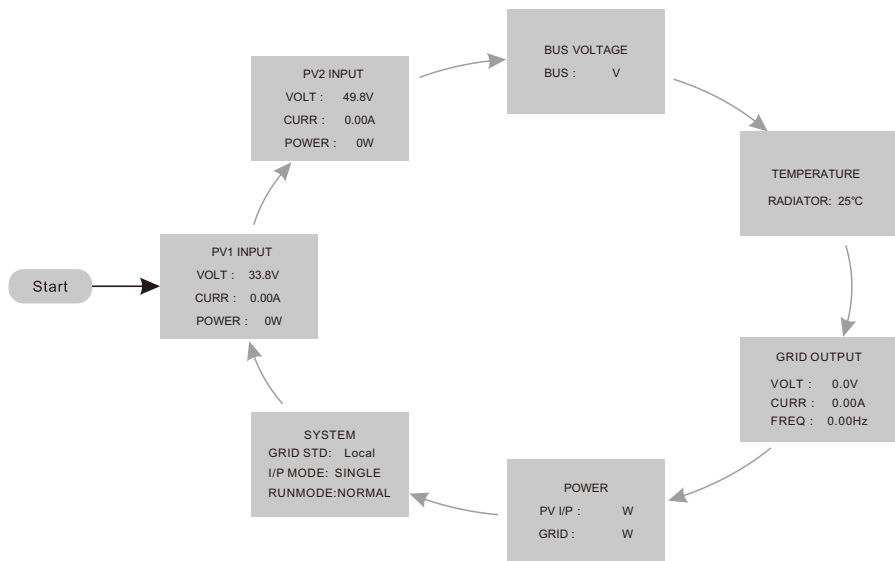 Start
PV1 INPUT
VOLT : 33.8V
CURR : 0.00A
POWER : 0W
PV2 INPUT
VOLT : 49.8V
CURR : 0.00A
POWER : 0W
BUS VOLTAGE
BUS : V
TEMPERATURE
RADIATOR: 25℃
GRID OUTPUT
VOLT : 0.0V
CURR : 0.00A
FREQ : 0.00Hz
POWER
PV I/P : W
GRID : W
SYSTEM
GRID STD: Local
I/P MODE: SINGLE
RUNMODE:NORMAL